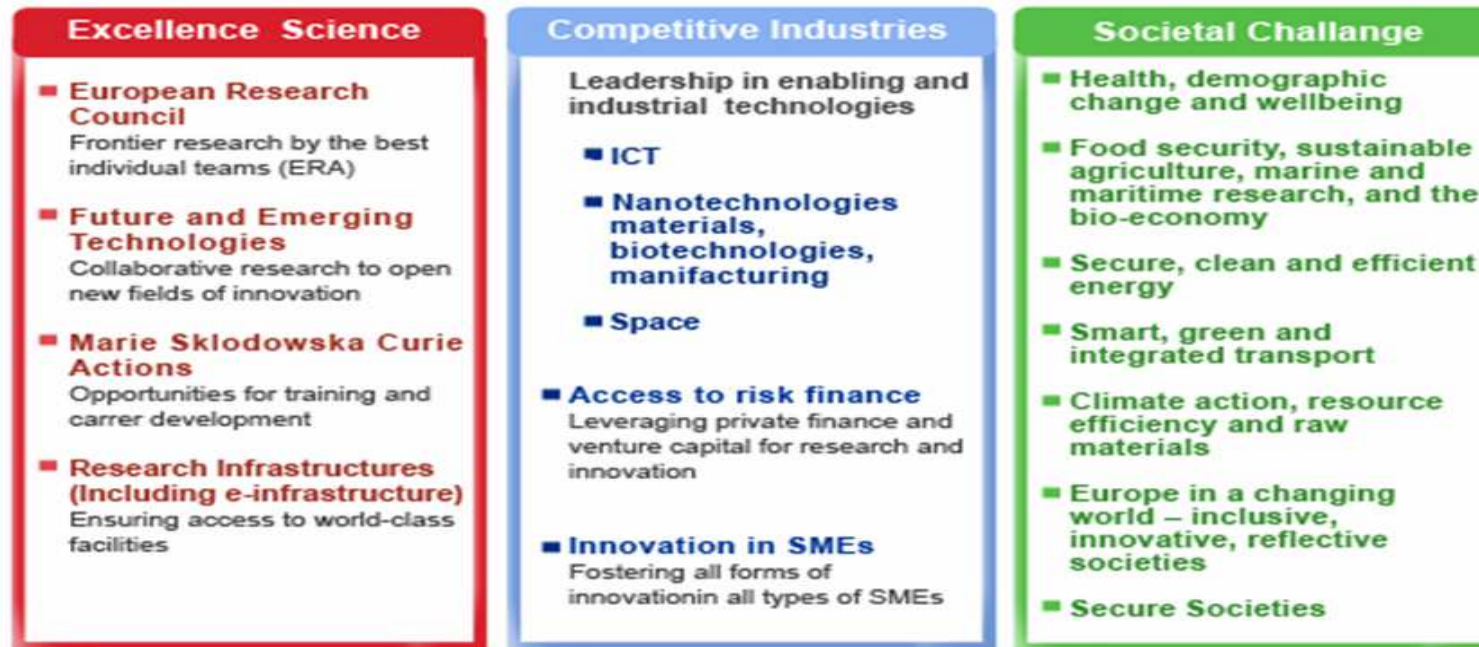 Excellence Science
European Research
Council
Frontier research by the best
individual teams (ERA)
Future and Emerging
Technologies
Collaborative research to open
new fields of innovation
Marie Sklodowska Curie
Actions
Opportunities for training and
carrer development
Research Infrastructures
(Including e-infrastructure)
Ensuring access to world-class
facilities
Competitive Industries
Leadership in enabling and
industrial technologies
ICT
Nanotechnologies
materials,
biotechnologies,
manifacturing
Space
Access to risk finance
Leveraging private finance and
venture capital for research and
innovation
Innovation in SMEs
Fostering all forms of
innovationin all types of SMEs
Societal Challange
Health, demographic
change and wellbeing
Food security, sustainable
agriculture, marine and
maritime research, and the
bio-economy
Secure, clean and efficient
energy
Smart, green and
integrated transport
Climate action, resource
efficiency and raw
materials
Europe in a changing
world – inclusive,
innovative, reflective
societies
Secure Societies